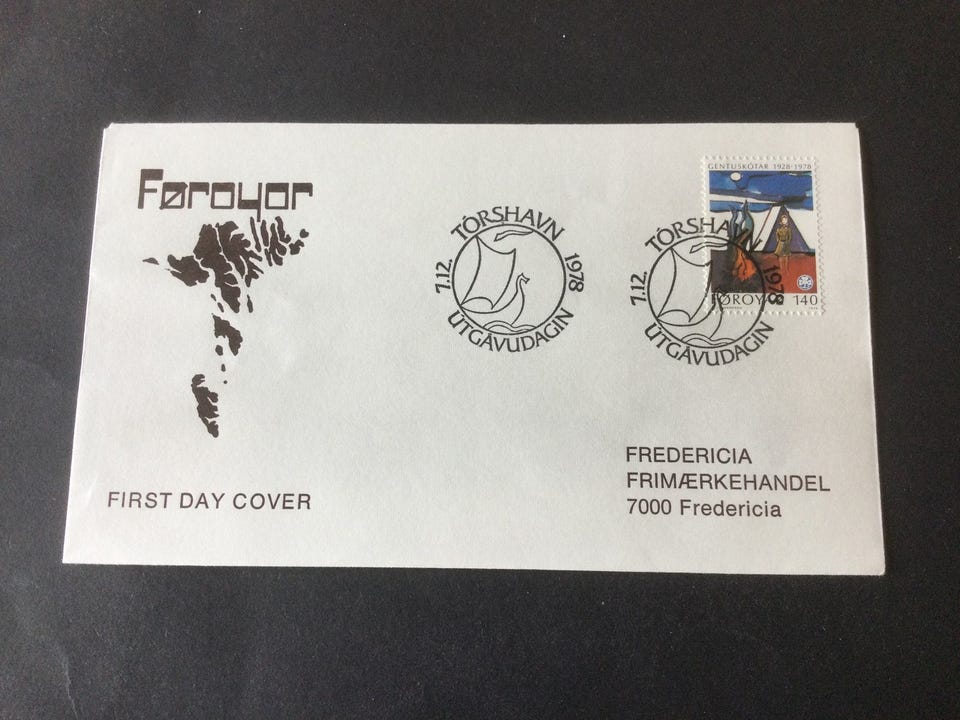 Føroyar
FIRST DAY COVER
TÓRSHAVN
7.12. 1978
ÚTGÁVUDAGIN
TÓRSHAVN
7.12. 1978
ÚTGÁVUDAGIN
GENTUSKÓTAR 1928-1978
FØROYAR 140
FREDERICIA
FRIMÆRKEHANDEL
7000 Fredericia